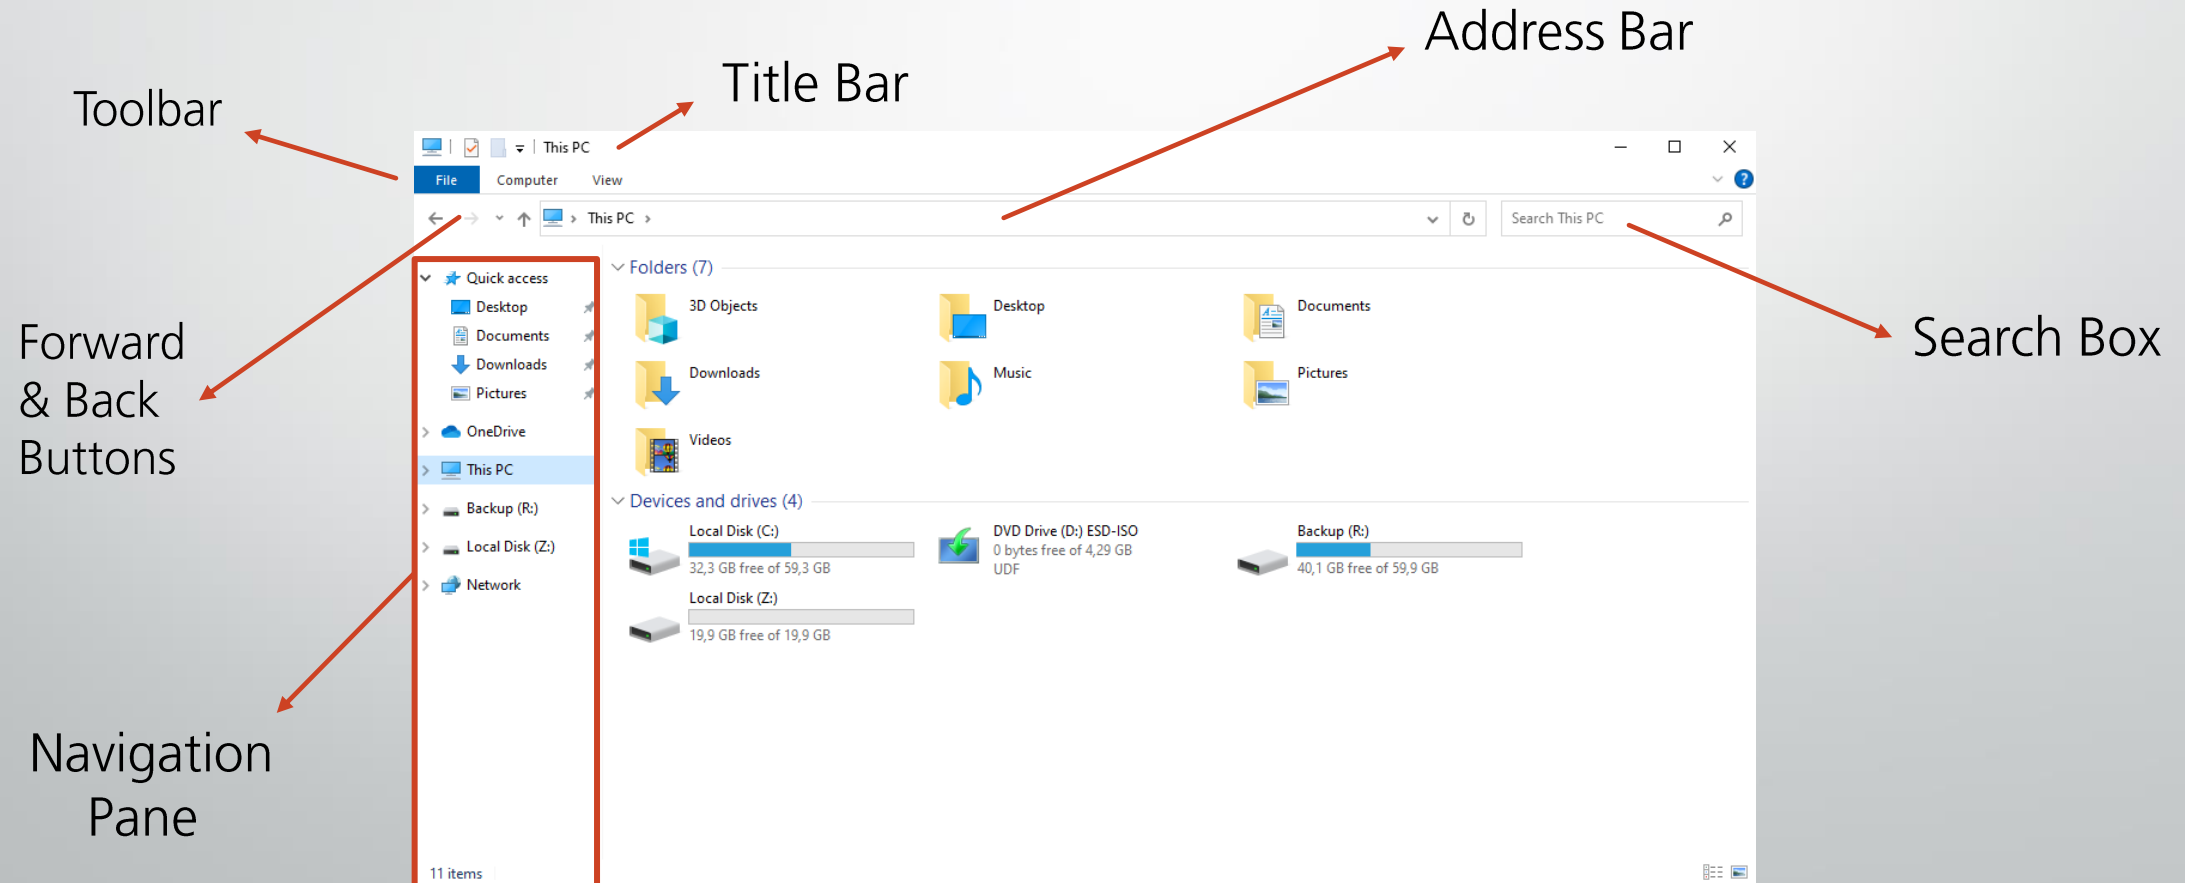 Address Bar
Title Bar
Toolbar
This PC
File Computer View
This PC
Search This PC
Forward
& Back
Buttons
Navigation
Pane
Search Box
Quick access
Desktop
Documents
Downloads
Pictures
OneDrive
This PC
Backup (R:)
Local Disk (Z:)
Network
Folders (7)
3D Objects
Desktop
Documents
Downloads
Music
Pictures
Videos
Devices and drives (4)
Local Disk (C:)
32,3 GB free of 59,3 GB
DVD Drive (D:) ESD-ISO
0 bytes free of 4,29 GB
UDF
Backup (R:)
40,1 GB free of 59,9 GB
Local Disk (Z:)
19,9 GB free of 19,9 GB
11 items